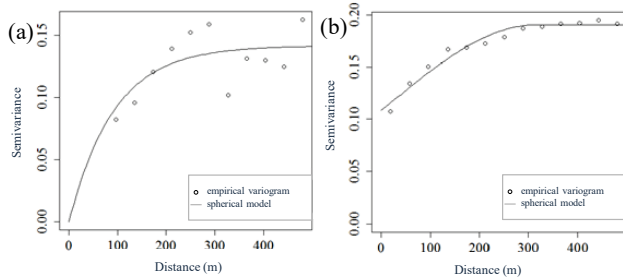 (a)
0.15
0.10
0.05
0.00
Semivariance
empirical variogram
spherical model
0 100 200 300 400
Distance (m)
(b)
0.20
0.15
0.10
0.05
0.00
Semivariance
empirical variogram
spherical model
0 100 200 300 400
Distance (m)